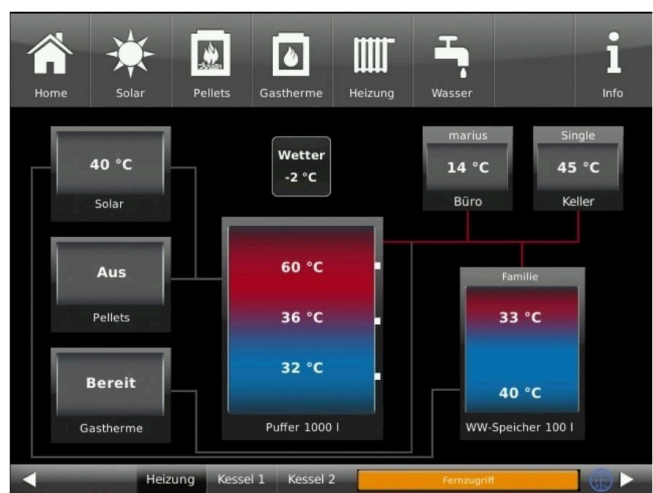 Home Solar Pellets Gastherme Heizung Wasser Info
40 °C
Solar
Wetter
-2 °C
marius
14 °C
Büro
Single
45 °C
Keller
Aus
Pellets
60 °C
36 °C
32 °C
Puffer 1000 l
Familie
33 °C
40 °C
WW-Speicher 100 l
Bereit
Gastherme
Heizung Kessel 1 Kessel 2 Fernzugriff